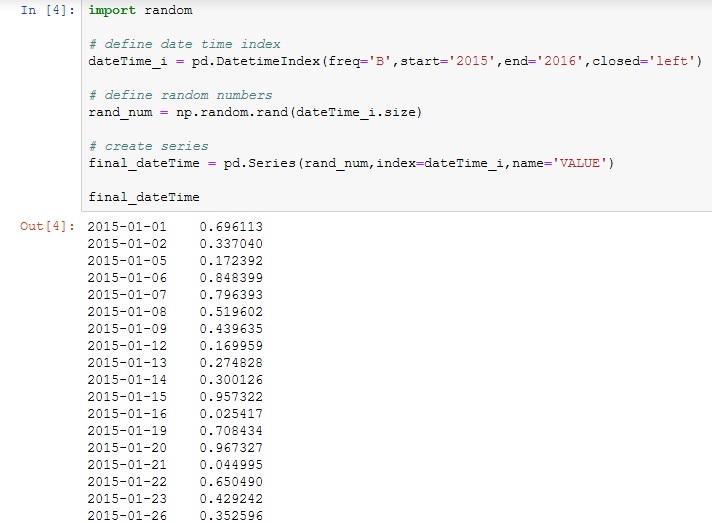 In [4]: import random
# define date time index
dateTime_i = pd.DatetimeIndex(freq='B',start='2015',end='2016',closed='left')
# define random numbers
rand_num = np.random.rand(dateTime_i.size)
# create series
final_dateTime = pd.Series(rand_num,index=dateTime_i,name='VALUE')
final_dateTime
Out[4]: 2015-01-01 0.696113
2015-01-02 0.337040
2015-01-05 0.172392
2015-01-06 0.848399
2015-01-07 0.796393
2015-01-08 0.519602
2015-01-09 0.439635
2015-01-12 0.169959
2015-01-13 0.274828
2015-01-14 0.300126
2015-01-15 0.957322
2015-01-16 0.025417
2015-01-19 0.708434
2015-01-20 0.967327
2015-01-21 0.044995
2015-01-22 0.650490
2015-01-23 0.429242
2015-01-26 0.352596